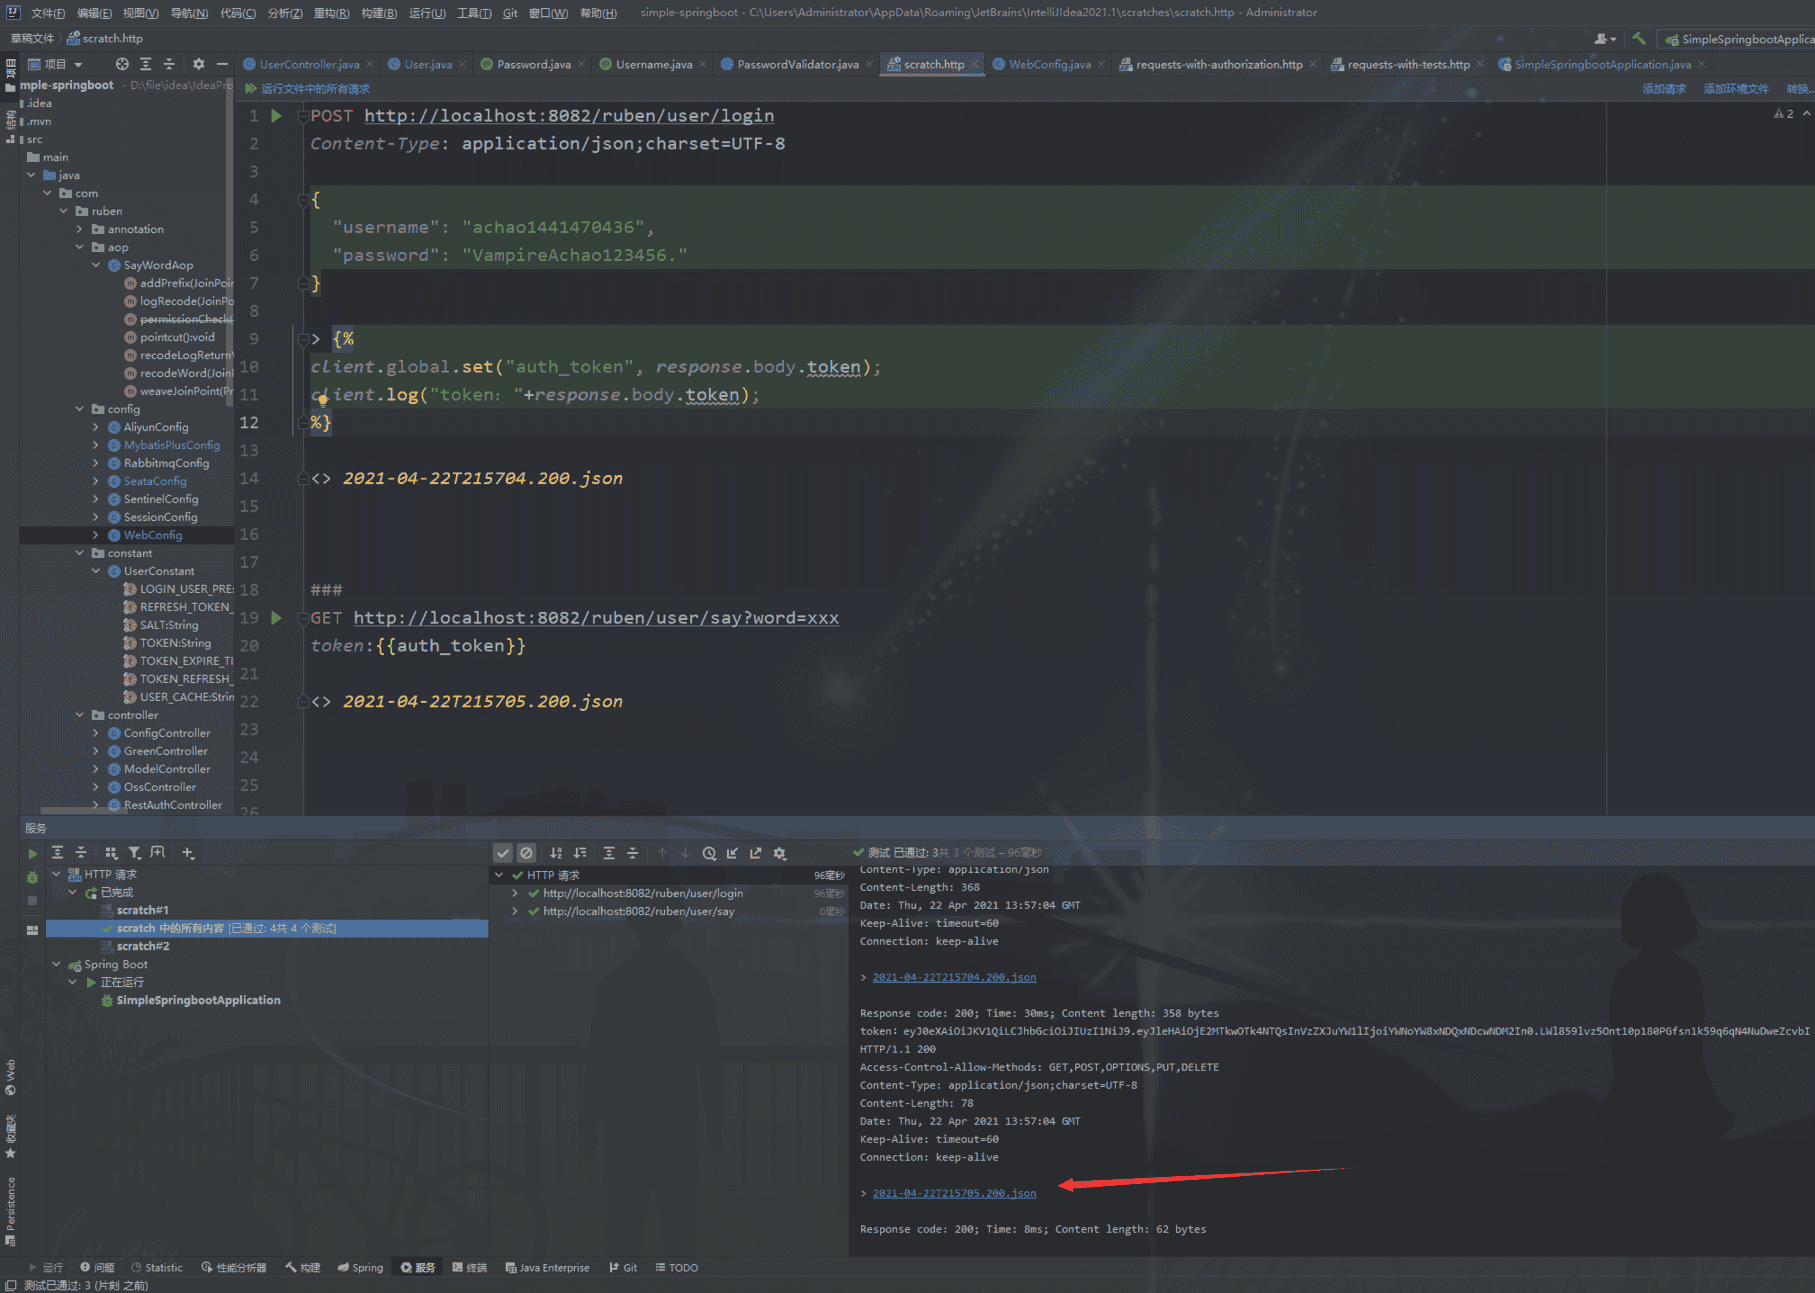 文件(F) 编辑(E) 视图(V) 导航(N) 代码(C) 分析(Z) 重构(R) 构建(B) 运行(U) 工具(T) Git 窗口(W) 帮助(H) simple-springboot - C:\Users\Administrator\AppData\Roaming\JetBrains\IntelliJIdea2021.1\scratches\scratch.http - Administrator
草稿文件 scratch.http SimpleSpringbootApplica
项目 UserController.java User.java Password.java Username.java PasswordValidator.java scratch.http WebConfig.java requests-with-authorization.http requests-with-tests.http SimpleSpringbootApplication.java
运行文件中的所有请求 添加请求 添加环境文件 转换...
项目
结构
mple-springboot - D:\file\idea\IdeaPro
.idea
.mvn
src
main
java
com
ruben
annotation
aop
SayWordAop
addPrefix(JoinPoin
logRecode(JoinPo
permissionCheck(
pointcut():void
recodeLogReturn\
recodeWord(JoinI
weaveJoinPoint(Pr
config
AliyunConfig
MybatisPlusConfig
RabbitmqConfig
SeataConfig
SentinelConfig
SessionConfig
WebConfig
constant
UserConstant
LOGIN_USER_PRE:
REFRESH_TOKEN_
SALT:String
TOKEN:String
TOKEN_EXPIRE_TI
TOKEN_REFRESH_
USER_CACHE:Strin
controller
ConfigController
GreenController
ModelController
OssController
RestAuthController
2
1 POST http://localhost:8082/ruben/user/login
2 Content-Type: application/json;charset=UTF-8
3
4 {
5 "username": "achao1441470436",
6 "password": "VampireAchao123456."
7 }
8
9 > {%
10 client.global.set("auth_token", response.body.token);
11 client.log("token: "+response.body.token);
12 %}
13
14 <> 2021-04-22T215704.200.json
15
16
17
18 ###
19 GET http://localhost:8082/ruben/user/say?word=xxx
20 token:{{auth_token}}
21
22 <> 2021-04-22T215705.200.json
23
24
25
26
服务
HTTP 请求
已完成
scratch#1
scratch 中的所有内容 [已通过: 4共 4 个测试]
scratch#2
Spring Boot
正在运行
SimpleSpringbootApplication
HTTP 请求 96毫秒
http://localhost:8082/ruben/user/login 96毫秒
http://localhost:8082/ruben/user/say 0毫秒
测试 已通过: 3共 3 个测试 – 96毫秒
Content-Type: application/json
Content-Length: 368
Date: Thu, 22 Apr 2021 13:57:04 GMT
Keep-Alive: timeout=60
Connection: keep-alive
> 2021-04-22T215704.200.json
Response code: 200; Time: 30ms; Content length: 358 bytes
token: eyJ0eXAiOiJKV1QiLCJhbGciOiJIUzI1NiJ9.eyJleHAiOjE2MTkwOTk4NTQsInVzZXJuYW1lIjoiYWNoYW8xNDQxNDcwNDM2In0.LWl859lvz5Ont10p180PGfsn1k59q6qN4NuDweZcvbI
HTTP/1.1 200
Access-Control-Allow-Methods: GET,POST,OPTIONS,PUT,DELETE
Content-Type: application/json;charset=UTF-8
Content-Length: 78
Date: Thu, 22 Apr 2021 13:57:04 GMT
Keep-Alive: timeout=60
Connection: keep-alive
> 2021-04-22T215705.200.json
Response code: 200; Time: 8ms; Content length: 62 bytes
Web
收藏夹
Persistence
运行 问题 Statistic 性能分析器 构建 Spring 服务 终端 Java Enterprise Git TODO
测试已通过: 3 (片刻 之前)